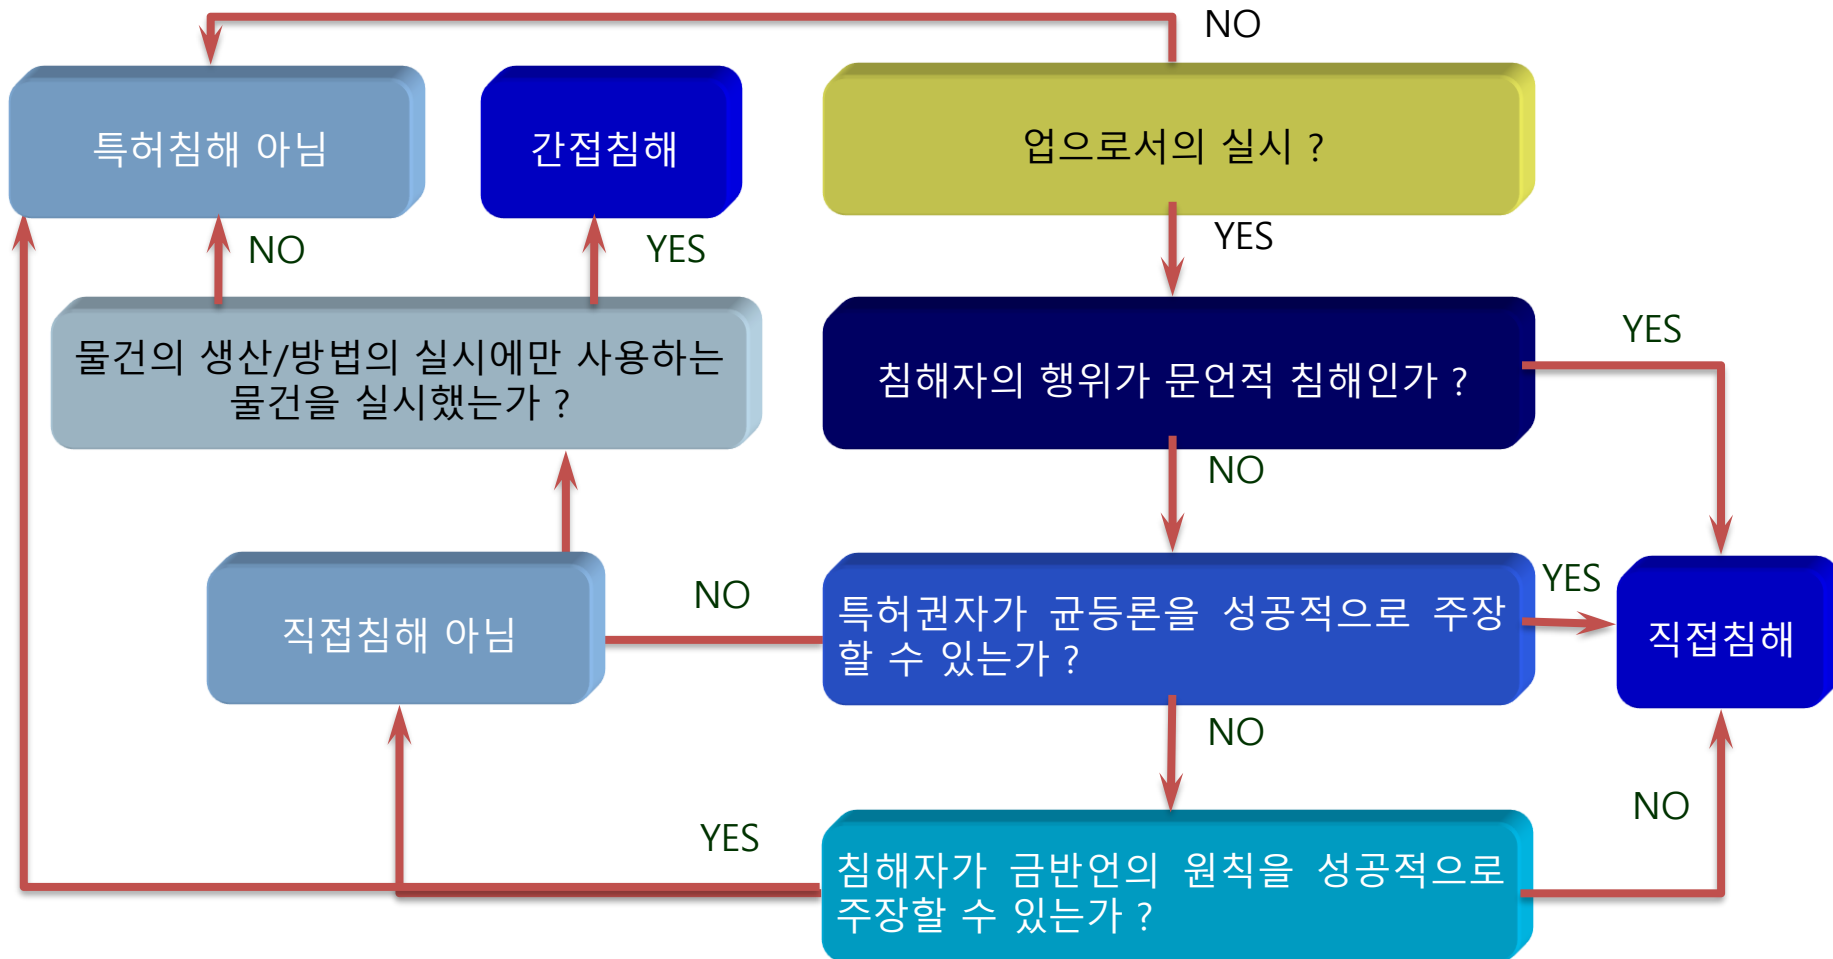 NO
특허침해 아님
간접침해
업으로서의 실시 ?
NO
YES
YES
물건의 생산/방법의 실시에만 사용하는
물건을 실시했는가 ?
침해자의 행위가 문언적 침해인가 ?
YES
NO
직접침해 아님
NO
특허권자가 균등론을 성공적으로 주장
할 수 있는가 ?
YES
직접침해
NO
YES
침해자가 금반언의 원칙을 성공적으로
주장할 수 있는가 ?
NO